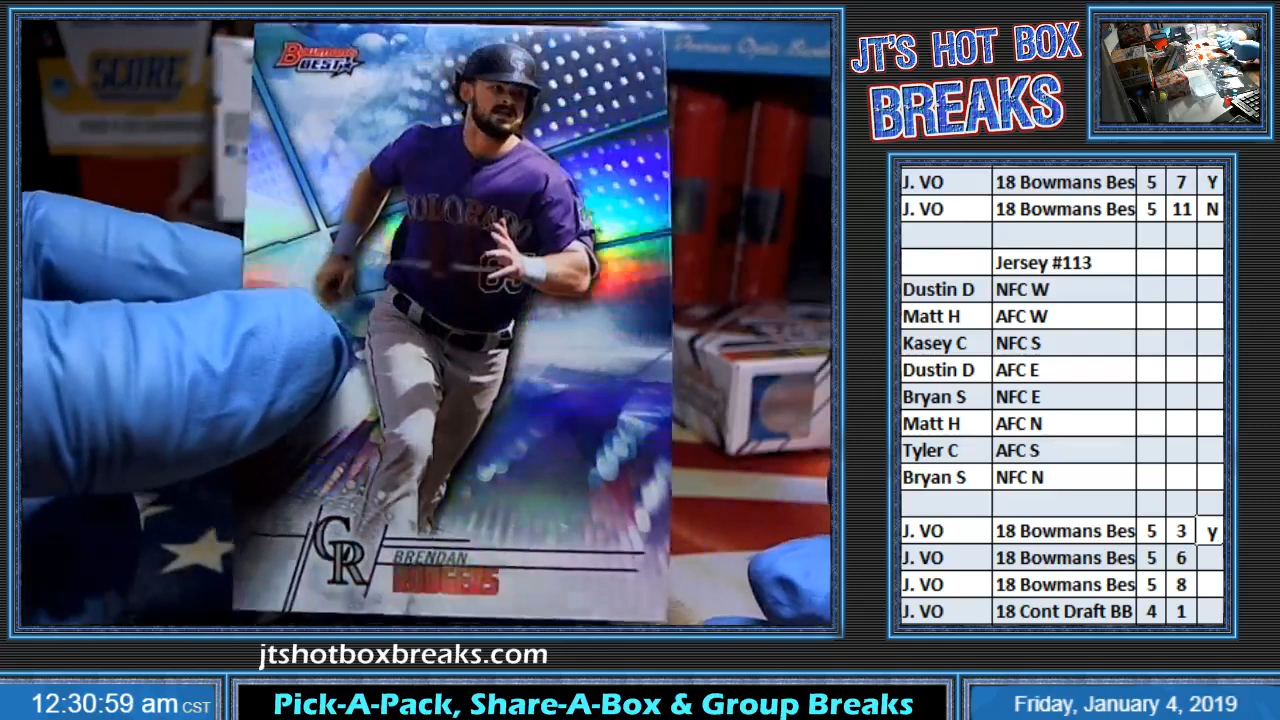 SCORE
BOWMAN'S
BEST
COLORADO
CR
BRENDAN
RODGERS
JT'S HOT BOX
BREAKS
J. VO 18 Bowmans Bes 5 7 Y
J. VO 18 Bowmans Bes 5 11 N
Jersey #113
Dustin D NFC W
Matt H AFC W
Kasey C NFC S
Dustin D AFC E
Bryan S NFC E
Matt H AFC N
Tyler C AFC S
Bryan S NFC N
J. VO 18 Bowmans Bes 5 3 y
J. VO 18 Bowmans Bes 5 6
J. VO 18 Bowmans Bes 5 8
J. VO 18 Cont Draft BB 4 1
jtshotboxbreaks.com
12:30:59 am CST
Pick-A-Pack, Share-A-Box & Group Breaks
Friday, January 4, 2019